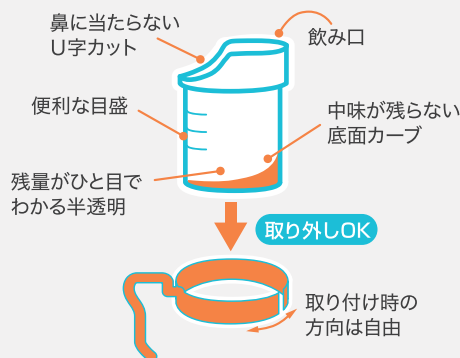 鼻に当たらない
U字カット
飲み口
便利な目盛
中味が残らない
底面カーブ
残量がひと目で
わかる半透明
取り外しOK
取り付け時の
方向は自由